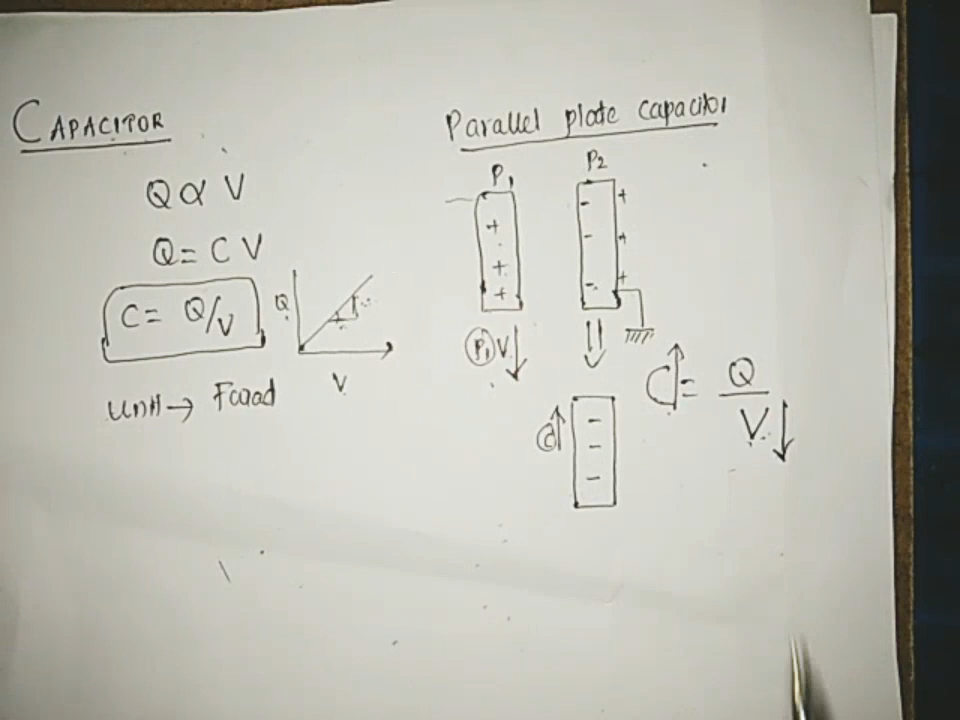 CAPACITOR
Q α V
Q = C V
C = Q/V
Unit → Farad
Q
V
Parallel plate capacitor
P1
P2
+
+
+
-
-
-
+
+
+
P1 V ↓
C ↑
-
-
-
C ↑ = Q
V ↓